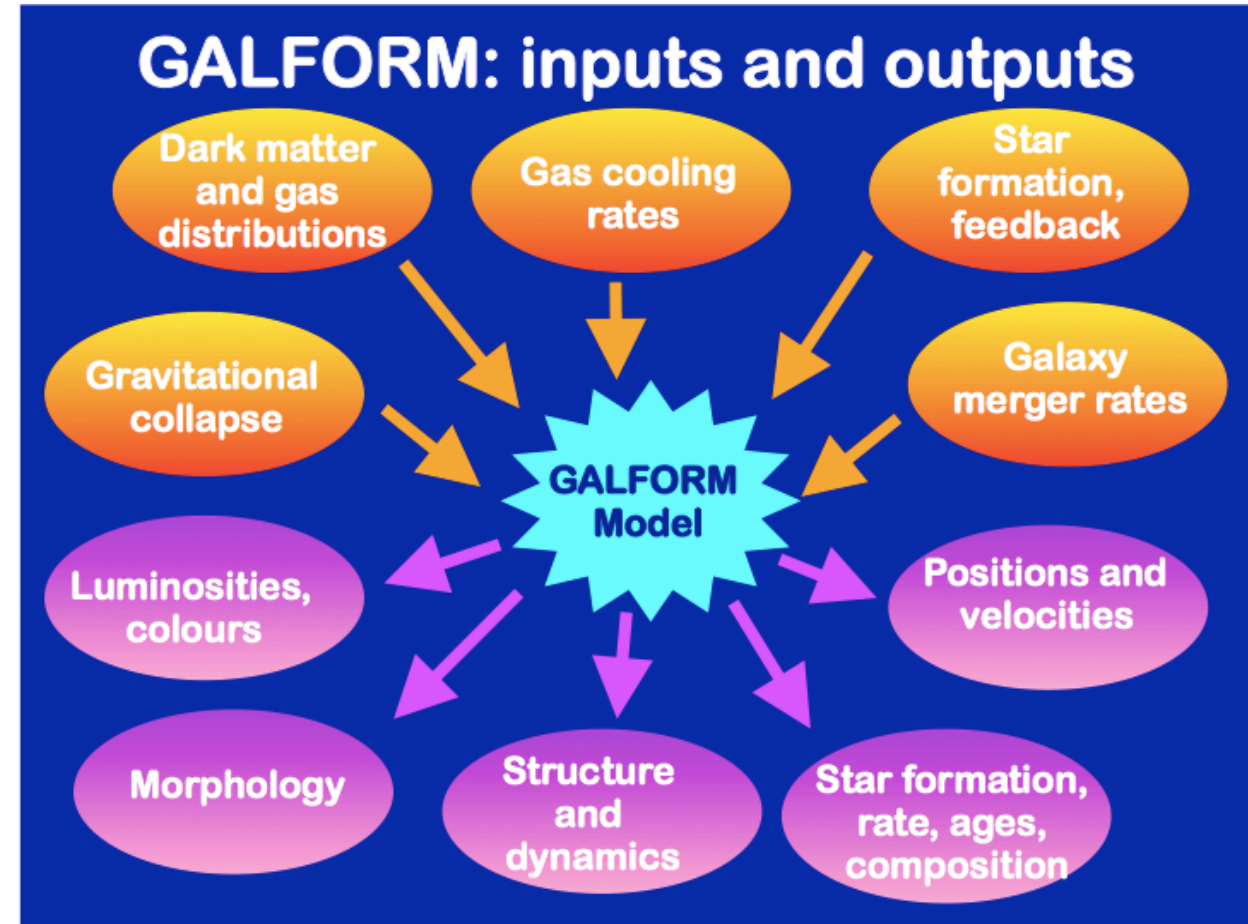 GALFORM: inputs and outputs
Dark matter
and gas
distributions
Gas cooling
rates
Star
formation,
feedback
Gravitational
collapse
Galaxy
merger rates
GALFORM
Model
Luminosities,
colours
Positions and
velocities
Morphology
Structure
and
dynamics
Star formation,
rate, ages,
composition